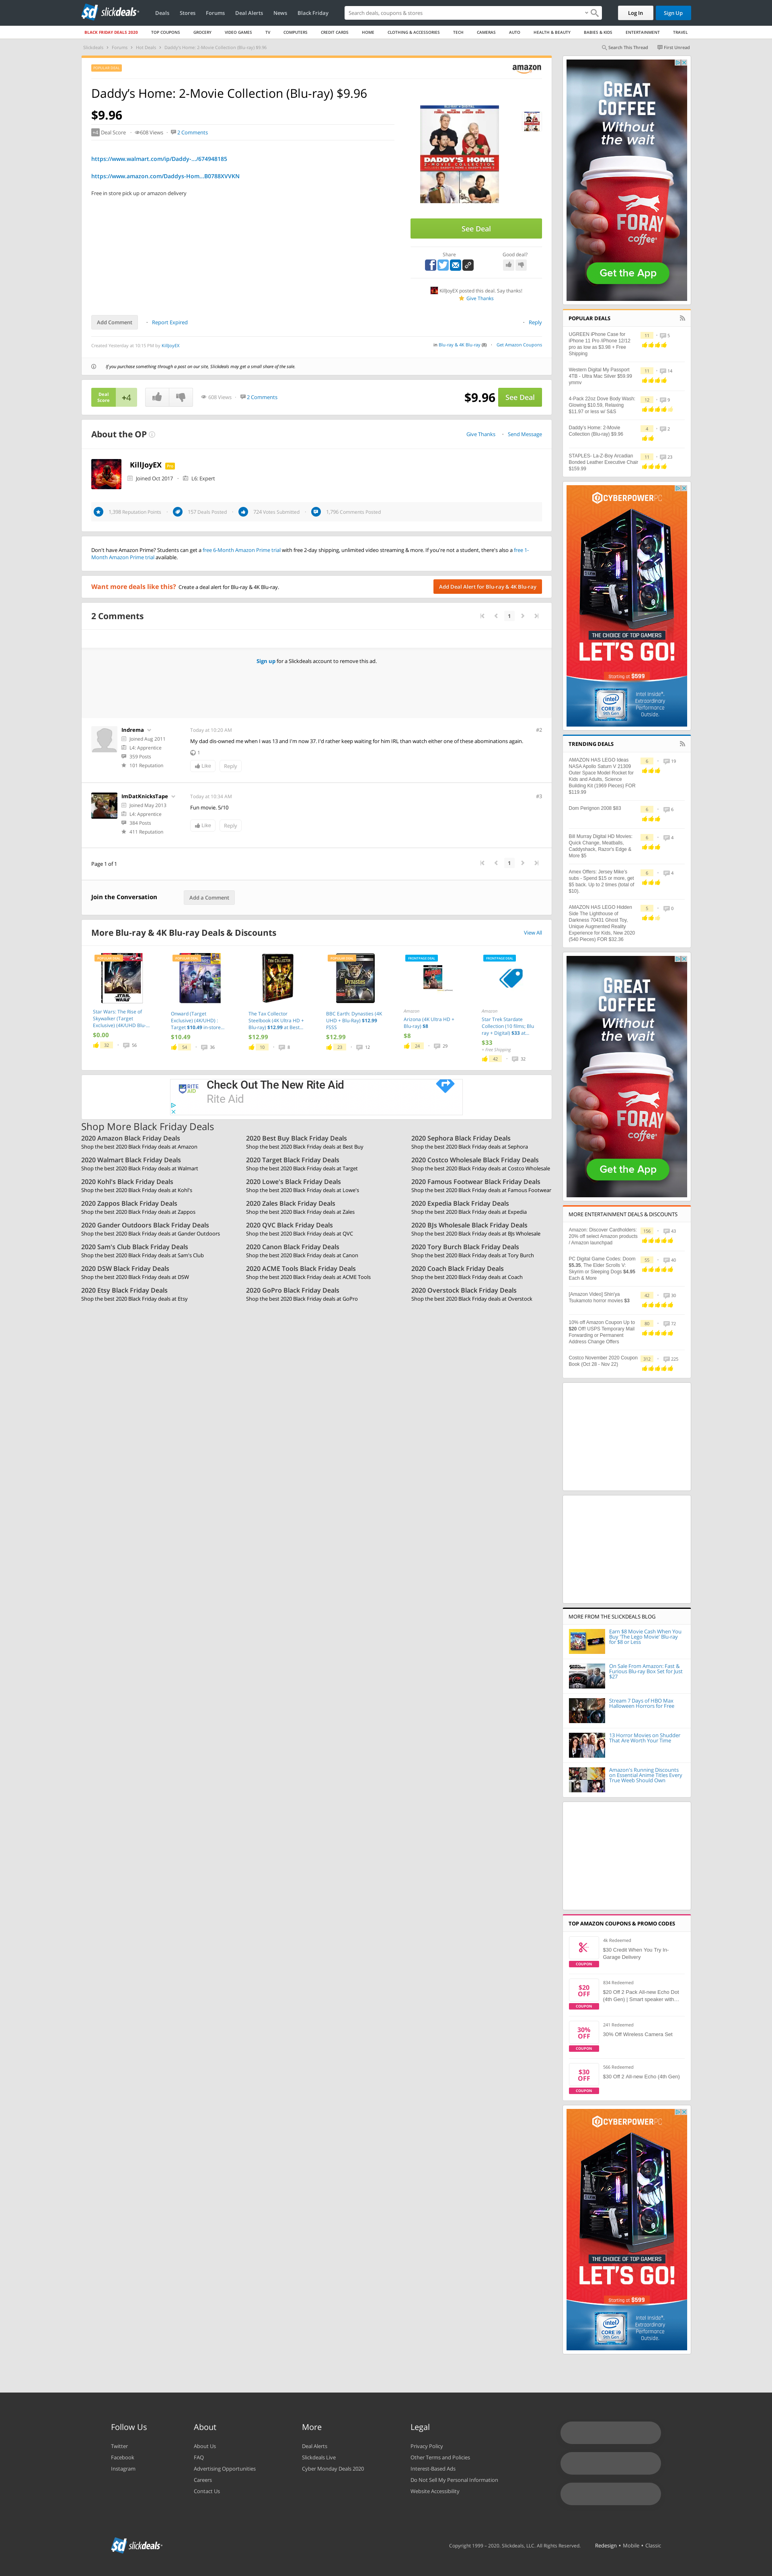 slickdeals
Deals Stores Forums Deal Alerts News Black Friday
Search deals, coupons & stores
Log In Sign Up
BLACK FRIDAY DEALS 2020 TOP COUPONS GROCERY VIDEO GAMES TV COMPUTERS CREDIT CARDS HOME CLOTHING & ACCESSORIES TECH CAMERAS AUTO HEALTH & BEAUTY BABIES & KIDS ENTERTAINMENT TRAVEL
Slickdeals > Forums > Hot Deals > Daddy's Home: 2-Movie Collection (Blu-ray) $9.96
Search This Thread First Unread
amazon
Daddy's Home: 2-Movie Collection (Blu-ray) $9.96
$9.96
+4 Deal Score 608 Views 2 Comments
https://www.walmart.com/ip/Daddy-.../674948185
https://www.amazon.com/Daddys-Hom...B0788XVVKN
Free in store pick up or amazon delivery
DADDY'S HOME
2-MOVIE COLLECTION
See Deal
Share Good deal?
KillJoyEX posted this deal. Say thanks!
Give Thanks
Add Comment Report Expired Reply
Created Yesterday at 10:15 PM by KillJoyEX
in Blu-ray & 4K Blu-ray (6) Get Amazon Coupons
If you purchase something through a post on our site, Slickdeals may get a small share of the sale.
Deal Score +4 608 Views 2 Comments $9.96 See Deal
About the OP Give Thanks Send Message
KillJoyEX
Joined Oct 2017 L6: Expert
1,398 Reputation Points 157 Deals Posted 724 Votes Submitted 1,796 Comments Posted
Don't have Amazon Prime? Students can get a free 6-Month Amazon Prime trial with free 2-day shipping, unlimited video streaming & more. If you're not a student, there's also a free 1-
Month Amazon Prime trial available.
Want more deals like this? Create a deal alert for Blu-ray & 4K Blu-ray. Add Deal Alert for Blu-ray & 4K Blu-ray
2 Comments 1
Sign up for a Slickdeals account to remove this ad.
Indrema
Joined Aug 2011
L4: Apprentice
359 Posts
101 Reputation
Today at 10:20 AM #2
My dad dis-owned me when I was 13 and I'm now 37. I'd rather keep waiting for him IRL than watch either one of these abominations again.
1
Like Reply
ImDatKnicksTape
Joined May 2013
L4: Apprentice
384 Posts
411 Reputation
Today at 10:34 AM #3
Fun movie. 5/10
Like Reply
Page 1 of 1 1
Join the Conversation Add a Comment
More Blu-ray & 4K Blu-ray Deals & Discounts View All
Star Wars: The Rise of
Skywalker (Target
Exclusive) (4K/UHD Blu-...
$0.00
32 56
Onward (Target
Exclusive) (4K/UHD) :
Target $10.49 in store...
$10.49
54 36
The Tax Collector
Steelbook (4K Ultra HD +
Blu-ray) $12.99 at Best...
$12.99
10 8
BBC Earth: Dynasties (4K
UHD + Blu-Ray) $12.99
FSSS
$12.99
23 12
FRONTPAGE DEAL
Amazon
Arizona (4K Ultra HD +
Blu-ray) $8
$8
24 29
FRONTPAGE DEAL
Amazon
Star Trek Stardate
Collection (10 films; Blu
ray + Digital) $33 at...
$33
+ Free Shipping
42 32
RITE AID
Check Out The New Rite Aid
Rite Aid
Shop More Black Friday Deals
2020 Amazon Black Friday Deals
Shop the best 2020 Black Friday deals at Amazon
2020 Best Buy Black Friday Deals
Shop the best 2020 Black Friday deals at Best Buy
2020 Sephora Black Friday Deals
Shop the best 2020 Black Friday deals at Sephora
2020 Walmart Black Friday Deals
Shop the best 2020 Black Friday deals at Walmart
2020 Target Black Friday Deals
Shop the best 2020 Black Friday deals at Target
2020 Costco Wholesale Black Friday Deals
Shop the best 2020 Black Friday deals at Costco Wholesale
2020 Kohl's Black Friday Deals
Shop the best 2020 Black Friday deals at Kohl's
2020 Lowe's Black Friday Deals
Shop the best 2020 Black Friday deals at Lowe's
2020 Famous Footwear Black Friday Deals
Shop the best 2020 Black Friday deals at Famous Footwear
2020 Zappos Black Friday Deals
Shop the best 2020 Black Friday deals at Zappos
2020 Zales Black Friday Deals
Shop the best 2020 Black Friday deals at Zales
2020 Expedia Black Friday Deals
Shop the best 2020 Black Friday deals at Expedia
2020 Gander Outdoors Black Friday Deals
Shop the best 2020 Black Friday deals at Gander Outdoors
2020 QVC Black Friday Deals
Shop the best 2020 Black Friday deals at QVC
2020 BJs Wholesale Black Friday Deals
Shop the best 2020 Black Friday deals at BJs Wholesale
2020 Sam's Club Black Friday Deals
Shop the best 2020 Black Friday deals at Sam's Club
2020 Canon Black Friday Deals
Shop the best 2020 Black Friday deals at Canon
2020 Tory Burch Black Friday Deals
Shop the best 2020 Black Friday deals at Tory Burch
2020 DSW Black Friday Deals
Shop the best 2020 Black Friday deals at DSW
2020 ACME Tools Black Friday Deals
Shop the best 2020 Black Friday deals at ACME Tools
2020 Coach Black Friday Deals
Shop the best 2020 Black Friday deals at Coach
2020 Etsy Black Friday Deals
Shop the best 2020 Black Friday deals at Etsy
2020 GoPro Black Friday Deals
Shop the best 2020 Black Friday deals at GoPro
2020 Overstock Black Friday Deals
Shop the best 2020 Black Friday deals at Overstock
GREAT
COFFEE
Without
the wait
FORAY
coffee
Get the App
POPULAR DEALS
UGREEN iPhone Case for
iPhone 11 Pro /iPhone 12/12
pro as low as $3.98 + Free
Shipping
11 5
Western Digital My Passport
4TB - Ultra Mac Silver $59.99
ymmv
11 14
4-Pack 22oz Dove Body Wash
Glowing $10.59, Relaxing
$11.97 or less w/ S&S
12 9
Daddy's Home: 2-Movie
Collection (Blu-ray) $9.96
4 2
STAPLES- La-Z-Boy Arcadian
Bonded Leather Executive Chair
$159.99
11 23
CYBERPOWERPC
THE CHOICE OF TOP GAMERS
LET'S GO!
Starting at $599
intel CORE i9 9th Gen
Intel Inside®.
Extraordinary
Performance
Outside.
TRENDING DEALS
AMAZON HAS LEGO Ideas
NASA Apollo Saturn V 21309
Outer Space Model Rocket for
Kids and Adults, Science
Building Kit (1969 Pieces) FOR
$119.99
6 19
Dom Perignon 2008 $83
6 6
Bill Murray Digital HD Movies:
Quick Change, Meatballs,
Caddyshack, Razor's Edge &
More $5
6 4
Amex Offers: Jersey Mike's
subs - Spend $15 or more, get
$5 back. Up to 2 times (total of
$10).
6 4
AMAZON HAS LEGO Hidden
Side The Lighthouse of
Darkness 70431 Ghost Toy,
Unique Augmented Reality
Experience for Kids, New 2020
(540 Pieces) FOR $32.36
5 0
GREAT
COFFEE
Without
the wait
FORAY
coffee
Get the App
MORE ENTERTAINMENT DEALS & DISCOUNTS
Amazon: Discover Cardholders:
20% off select Amazon products
/ Amazon launchpad
156 43
PC Digital Game Codes: Doom
$5.39, The Elder Scrolls V:
Skyrim or Sleeping Dogs $4.66
Each & More
55 40
[Amazon Video] Shin'ya
Tsukamoto horror movies $3
42 30
10% off Amazon Coupon Up to
$20 Off! USPS Temporary Mail
Forwarding or Permanent
Address Change Offers
80 72
Costco November 2020 Coupon
Book (Oct 28 - Nov 22)
312 225
MORE FROM THE SLICKDEALS BLOG
Earn $8 Movie Cash When You
Buy 'The Lego Movie' Blu-ray
for $8 or Less
On Sale From Amazon: Fast &
Furious Blu-ray Box Set for Just
$27
Stream 7 Days of HBO Max
Halloween Horrors for Free
13 Horror Movies on Shudder
That Are Worth Your Time
Amazon's Running Discounts
on Essential Anime Titles Every
True Weeb Should Own
TOP AMAZON COUPONS & PROMO CODES
4k Redeemed
$30 Credit When You Try In-
Garage Delivery
COUPON
$20
OFF
COUPON
834 Redeemed
$20 Off 2 Pack All-new Echo Dot
(4th Gen) | Smart speaker with...
30%
OFF
COUPON
241 Redeemed
30% Off Wireless Camera Set
$30
OFF
COUPON
166 Redeemed
$30 Off 2 All-new Echo (4th Gen)
CYBERPOWERPC
THE CHOICE OF TOP GAMERS
LET'S GO!
Starting at $599
intel CORE i9 9th Gen
Intel Inside®.
Extraordinary
Performance
Outside.
Follow Us
Twitter
Facebook
Instagram
About
About Us
FAQ
Advertising Opportunities
Careers
Contact Us
More
Deal Alerts
Slickdeals Live
Cyber Monday Deals 2020
Legal
Privacy Policy
Other Terms and Policies
Interest-Based Ads
Do Not Sell My Personal Information
Website Accessibility
slickdeals
Copyright 1999 – 2020. Slickdeals, LLC. All Rights Reserved. Redesign • Mobile • Classic